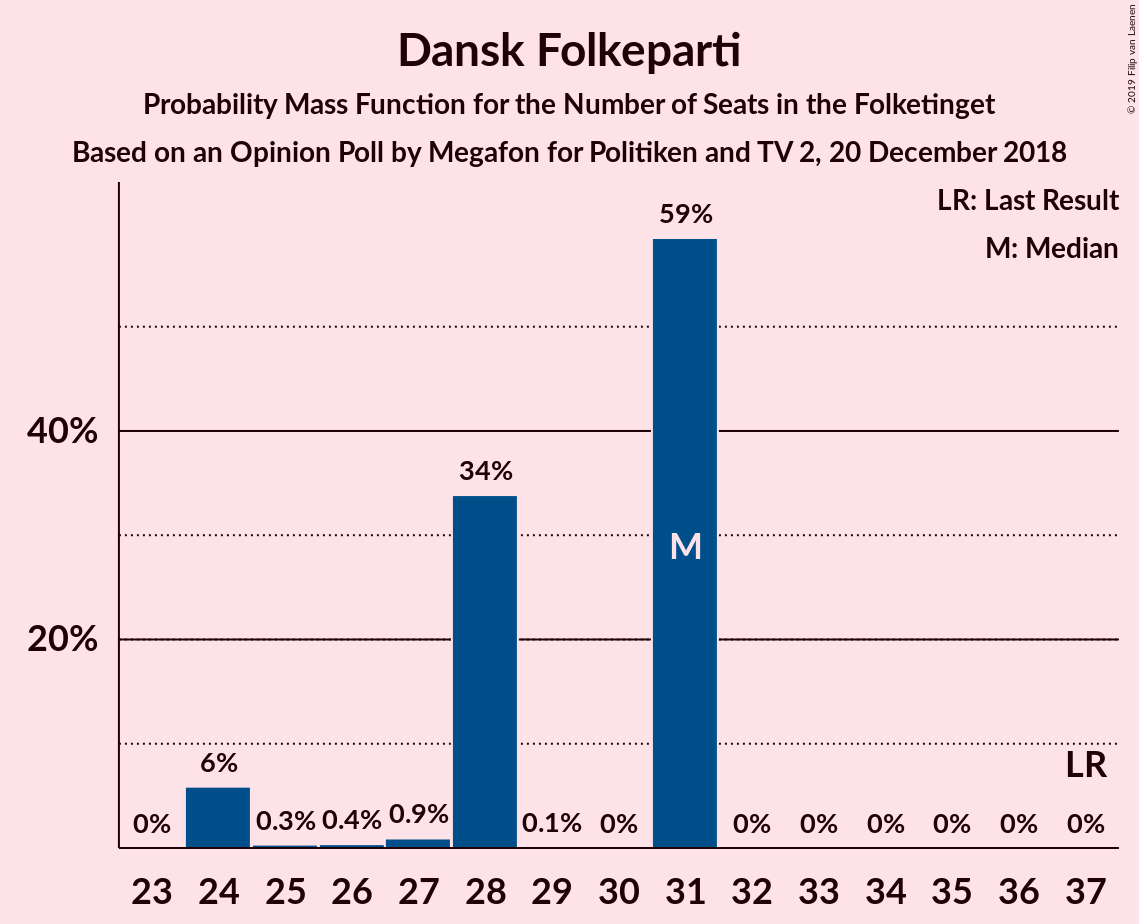 Dansk Folkeparti
Probability Mass Function for the Number of Seats in the Folketinget
Based on an Opinion Poll by Megafon for Politiken and TV 2, 20 December 2018
© 2019 Filip van Laenen
LR: Last Result
M: Median
59%
40%
34%
M
20%
6%
LR
0%
0.3%
0.4%
0.9%
0.1%
0%
0%
0%
0%
0%
0%
0%
23 24 25 26 27 28 29 30 31 32 33 34 35 36 37